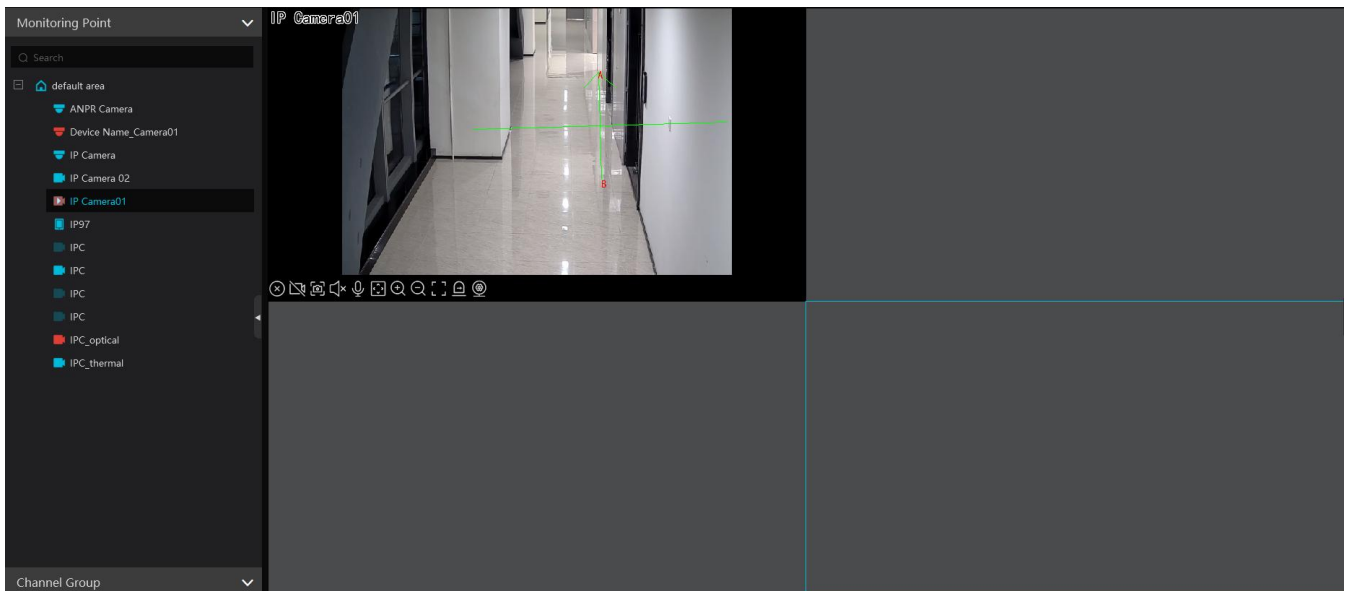 Monitoring Point
Search
default area
ANPR Camera
Device Name_Camera01
IP Camera
IP Camera 02
IP Camera01
IP97
IPC
IPC
IPC
IPC
IPC_optical
IPC_thermal
Channel Group
IP Camera01
A
B